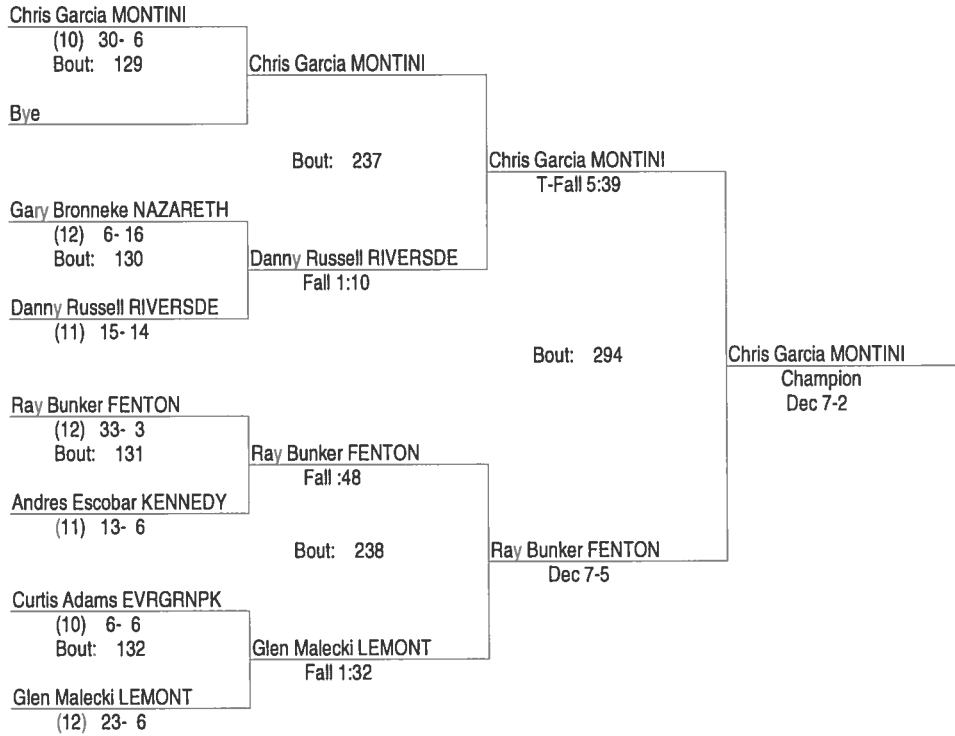 Chris Garcia MONTINI
(10) 30- 6
Bout: 129
Chris Garcia MONTINI
Bye
Bout: 237
Chris Garcia MONTINI
T-Fall 5:39
Gary Bronneke NAZARETH
(12) 6- 16
Bout: 130
Danny Russell RIVERSDE
Fall 1:10
Danny Russell RIVERSDE
(11) 15- 14
Bout: 294
Chris Garcia MONTINI
Champion
Dec 7-2
Ray Bunker FENTON
(12) 33- 3
Bout: 131
Ray Bunker FENTON
Fall :48
Andres Escobar KENNEDY
(11) 13- 6
Bout: 238
Ray Bunker FENTON
Dec 7-5
Curtis Adams EVRGRNPK
(10) 6- 6
Bout: 132
Glen Malecki LEMONT
Fall 1:32
Glen Malecki LEMONT
(12) 23- 6